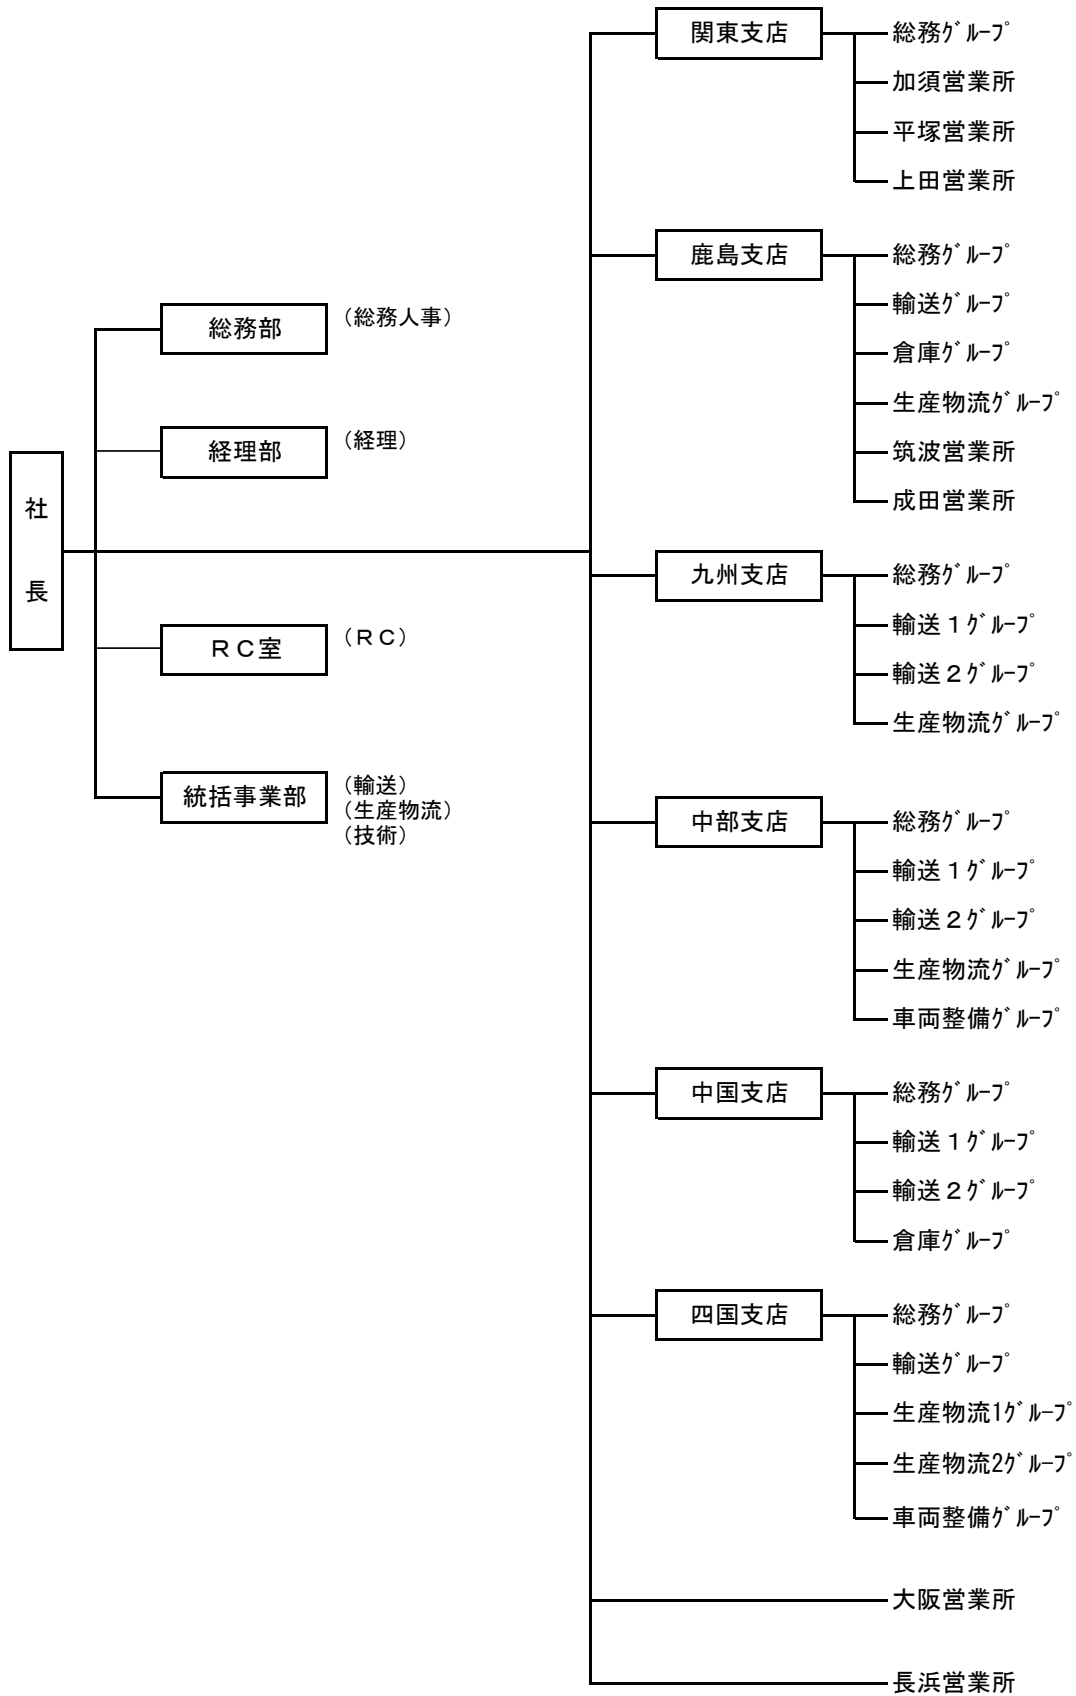 社長
総務部
（総務人事）
経理部
（経理）
ＲＣ室
（ＲＣ）
統括事業部
（輸送）
（生産物流）
（技術）
関東支店
総務ｸﾞﾙｰﾌﾟ
加須営業所
平塚営業所
上田営業所
鹿島支店
総務ｸﾞﾙｰﾌﾟ
輸送ｸﾞﾙｰﾌﾟ
倉庫ｸﾞﾙｰﾌﾟ
生産物流ｸﾞﾙｰﾌﾟ
筑波営業所
成田営業所
九州支店
総務ｸﾞﾙｰﾌﾟ
輸送１ｸﾞﾙｰﾌﾟ
輸送２ｸﾞﾙｰﾌﾟ
生産物流ｸﾞﾙｰﾌﾟ
中部支店
総務ｸﾞﾙｰﾌﾟ
輸送１ｸﾞﾙｰﾌﾟ
輸送２ｸﾞﾙｰﾌﾟ
生産物流ｸﾞﾙｰﾌﾟ
車両整備ｸﾞﾙｰﾌﾟ
中国支店
総務ｸﾞﾙｰﾌﾟ
輸送１ｸﾞﾙｰﾌﾟ
輸送２ｸﾞﾙｰﾌﾟ
倉庫ｸﾞﾙｰﾌﾟ
四国支店
総務ｸﾞﾙｰﾌﾟ
輸送ｸﾞﾙｰﾌﾟ
生産物流1ｸﾞﾙｰﾌﾟ
生産物流2ｸﾞﾙｰﾌﾟ
車両整備ｸﾞﾙｰﾌﾟ
大阪営業所
長浜営業所